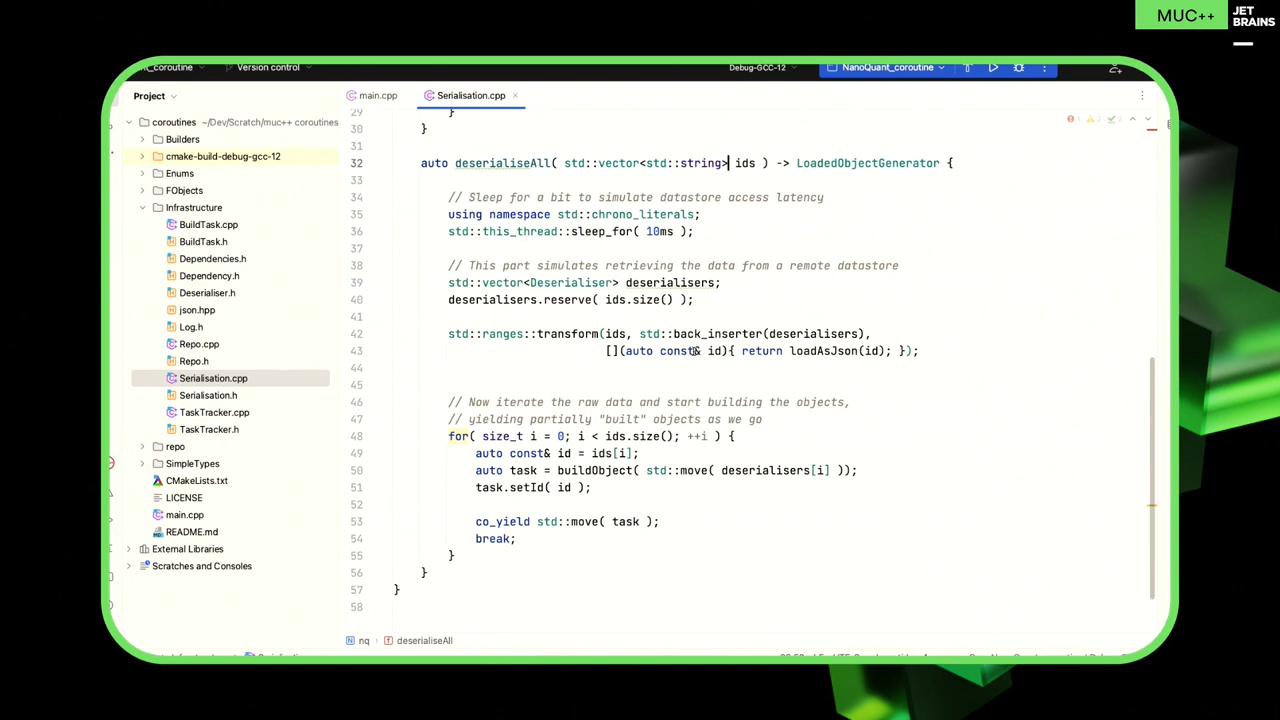 MUC++
JET
BRAINS
_coroutine
Version control
Debug-GCC-12
NanoQuant_coroutine
Project
main.cpp
Serialisation.cpp
coroutines ~/Dev/Scratch/muc++ coroutines
Builders
cmake-build-debug-gcc-12
Enums
FObjects
Infrastructure
BuildTask.cpp
BuildTask.h
Dependencies.h
Dependency.h
Deserialiser.h
json.hpp
Log.h
Repo.cpp
Repo.h
Serialisation.cpp
Serialisation.h
TaskTracker.cpp
TaskTracker.h
repo
SimpleTypes
CMakeLists.txt
LICENSE
main.cpp
README.md
External Libraries
Scratches and Consoles
29 }
30 }
31
32 auto deserialiseAll( std::vector<std::string> ids ) -> LoadedObjectGenerator {
33
34 // Sleep for a bit to simulate datastore access latency
35 using namespace std::chrono_literals;
36 std::this_thread::sleep_for( 10ms );
37
38 // This part simulates retrieving the data from a remote datastore
39 std::vector<Deserialiser> deserialisers;
40 deserialisers.reserve( ids.size() );
41
42 std::ranges::transform(ids, std::back_inserter(deserialisers),
43 [](auto const& id){ return loadAsJson(id); });
44
45
46 // Now iterate the raw data and start building the objects,
47 // yielding partially "built" objects as we go
48 for( size_t i = 0; i < ids.size(); ++i ) {
49 auto const& id = ids[i];
50 auto task = buildObject( std::move( deserialisers[i] ));
51 task.setId( id );
52
53 co_yield std::move( task );
54 break;
55 }
56 }
57 }
58
nq › deserialiseAll